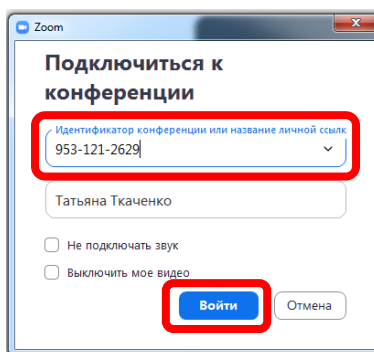 Zoom
Подключиться к
конференции
Идентификатор конференции или название личной ссылк
953-121-2629
Татьяна Ткаченко
Не подключать звук
Выключить мое видео
Войти
Отмена